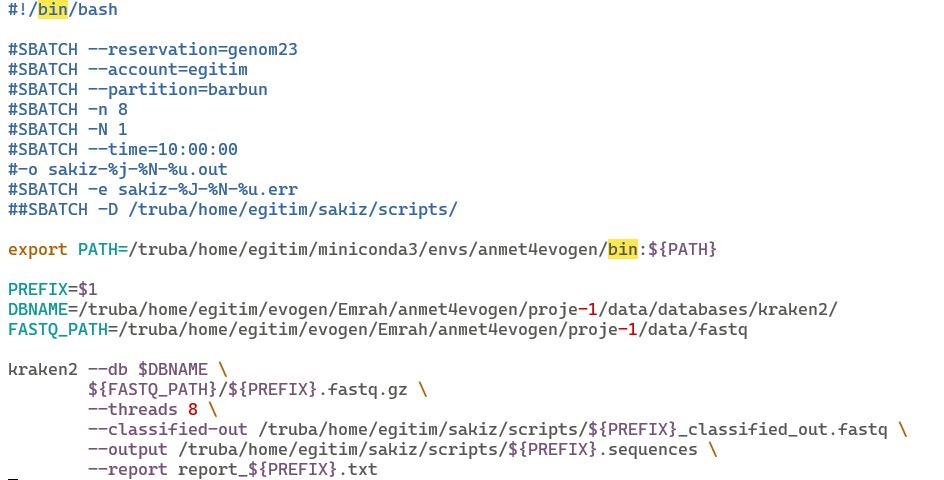 #!/bin/bash
#SBATCH --reservation=genom23
#SBATCH --account=egitim
#SBATCH --partition=barbun
#SBATCH -n 8
#SBATCH -N 1
#SBATCH --time=10:00:00
#-o sakiz-%j-%N-%u.out
#SBATCH -e sakiz-%J-%N-%u.err
##SBATCH -D /truba/home/egitim/sakiz/scripts/
export PATH=/truba/home/egitim/miniconda3/envs/anmet4evogen/bin:${PATH}
PREFIX=$1
DBNAME=/truba/home/egitim/evogen/Emrah/anmet4evogen/proje-1/data/databases/kraken2/
FASTQ_PATH=/truba/home/egitim/evogen/Emrah/anmet4evogen/proje-1/data/fastq
kraken2 --db $DBNAME \
        ${FASTQ_PATH}/${PREFIX}.fastq.gz \
        --threads 8 \
        --classified-out /truba/home/egitim/sakiz/scripts/${PREFIX}_classified_out.fastq \
        --output /truba/home/egitim/sakiz/scripts/${PREFIX}.sequences \
        --report report_${PREFIX}.txt